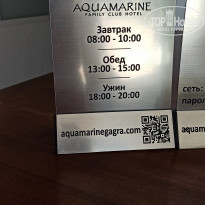 AQUAMARINE
FAMILY CLUB HOTEL
Завтрак
08:00 - 10:00
Обед
13:00 - 15:00
Ужин
18:00 - 20:00
aquamarinegagra.com
сеть:
парол